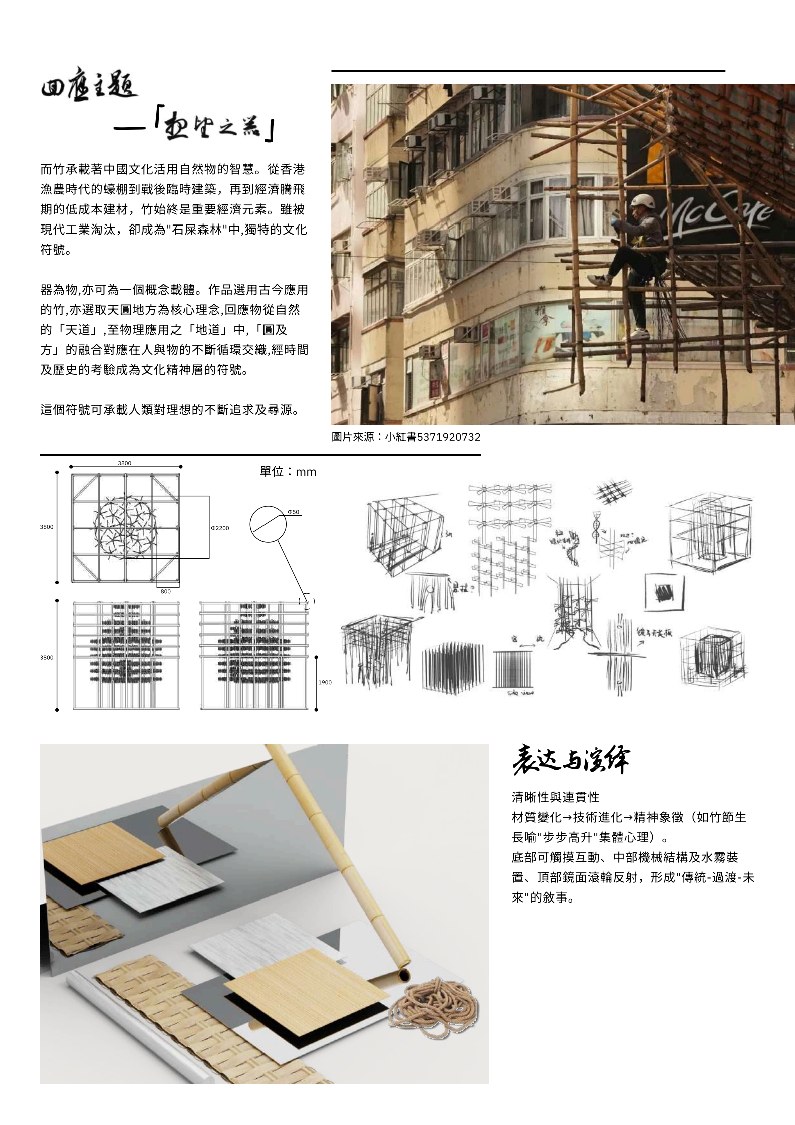 回應主題
—「
之器」
而竹承載著中國文化活用自然物的智慧。從香港
漁農時代的蠔棚到戰後臨時建築，再到經濟騰飛
期的低成本建材，竹始終是重要經濟元素。雖被
現代工業淘汰，卻成為"石屎森林"中,獨特的文化
符號。
器為物,亦可為一個概念載體。作品選用古今應用
的竹,亦選取天圓地方為核心理念,回應物從自然
的「天道」,至物理應用之「地道」中,「圓及
方」的融合對應在人與物的不斷循環交織,經時間
及歷史的考驗成為文化精神層的符號。
這個符號可承載人類對理想的不斷追求及尋源。
McCafe
圖片來源：小紅書5371920732
單位：mm
3800
3800
Φ2200
Φ80
800
3800
1900
side view
表达与演绎
清晰性與連貫性
材質變化→技術進化→精神象徵（如竹節生
長喻"步步高升"集體心理）。
底部可觸摸互動、中部機械結構及水霧裝
置、頂部鏡面滾輪反射，形成"傳統-過渡-未
來"的敘事。